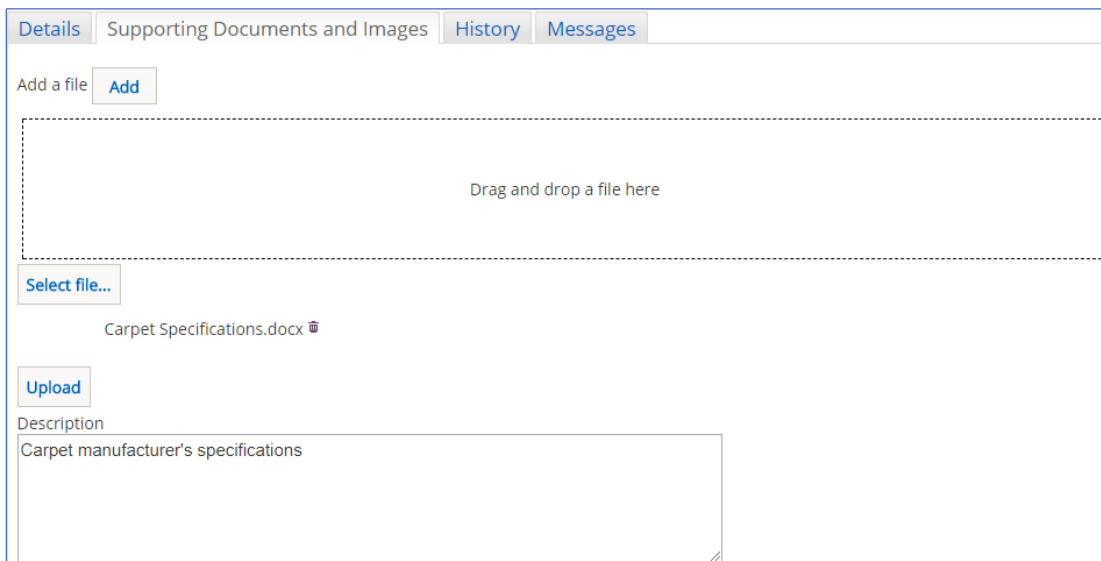 Details Supporting Documents and Images History Messages
Add a file Add
Drag and drop a file here
Select file...
Carpet Specifications.docx
Upload
Description
Carpet manufacturer's specifications